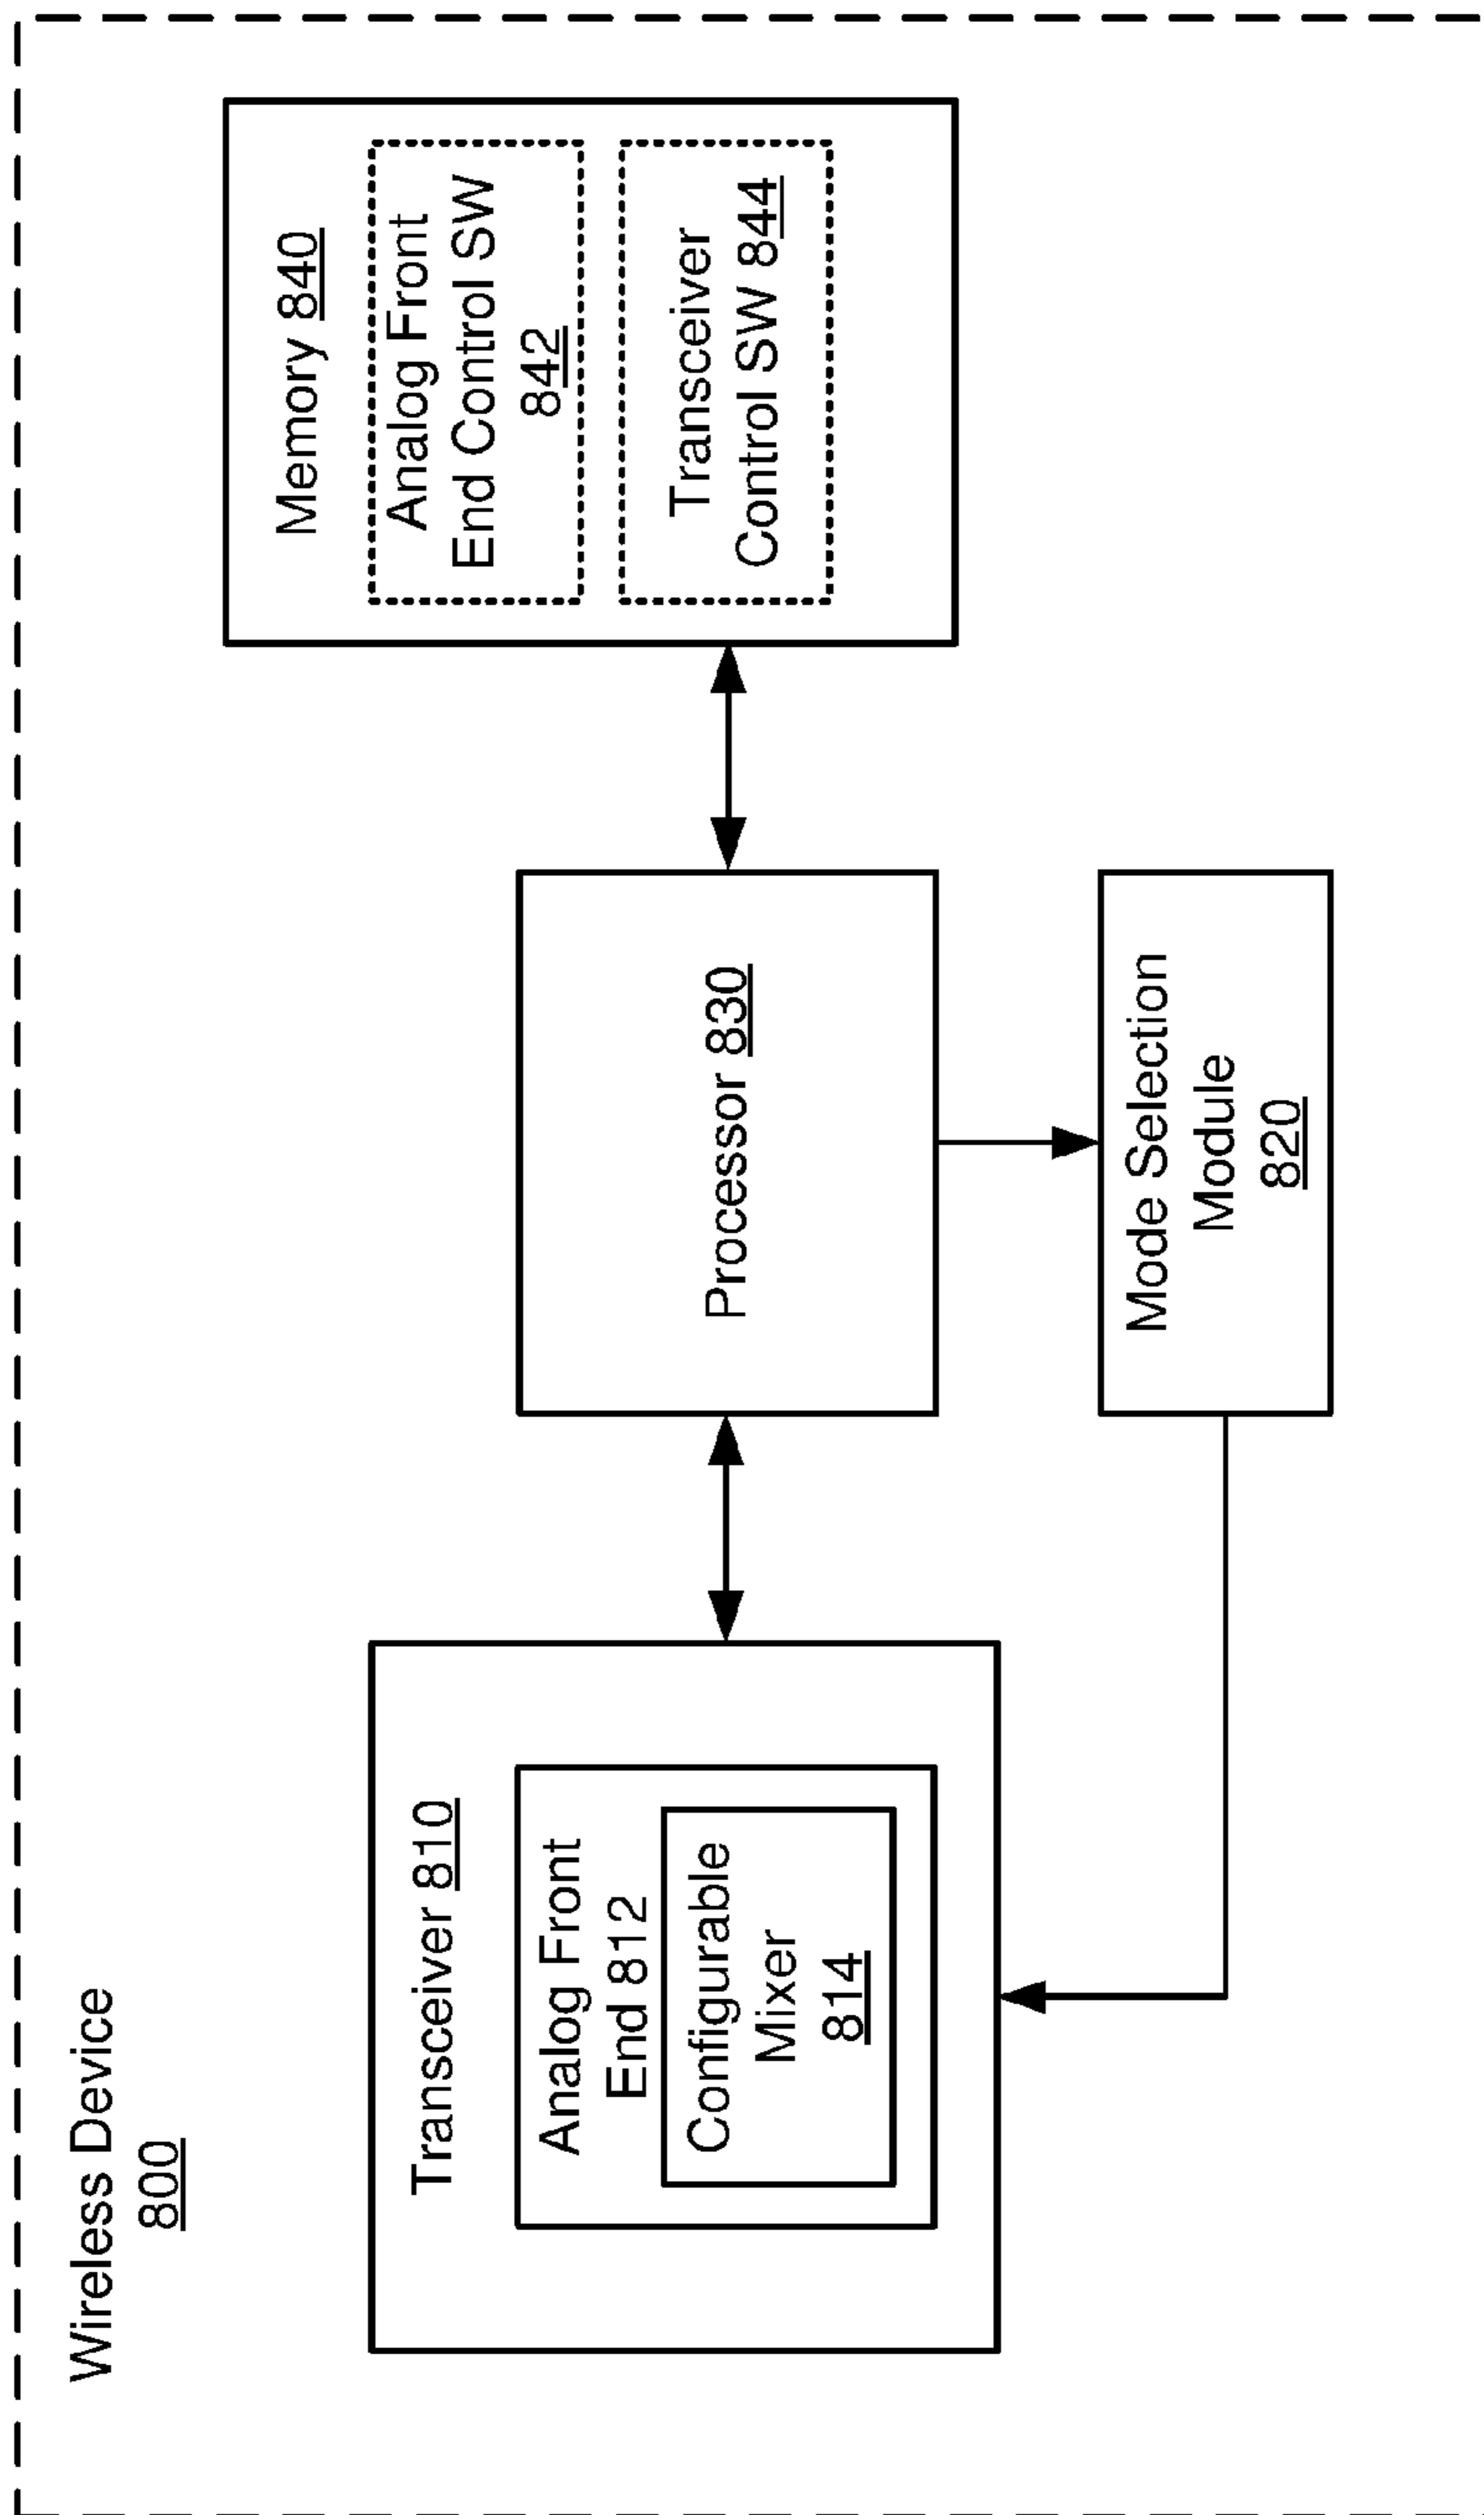 Wireless Device
800
Transceiver 810
Analog Front
End 812
Configurable
Mixer
814
Processor 830
Mode Selection
Module
820
Memory 840
Analog Front
End Control SW
842
Transceiver
Control SW 844